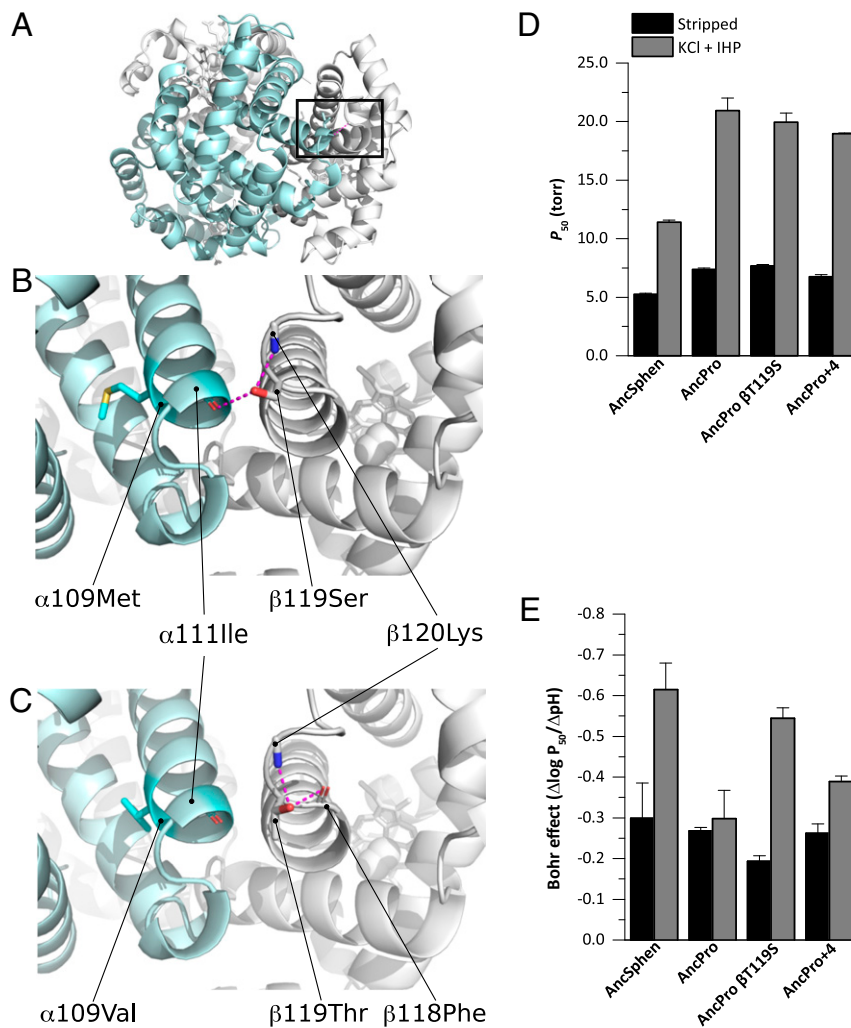 A
B
α109Met
β119Ser
α111Ile
β120Lys
C
α109Val
β119Thr
β118Phe
D
Stripped
KCl + IHP
P50 (torr)
25.0
20.0
15.0
10.0
5.0
0.0
AncSphen
AncPro
AncPro βT119S
AncPro+4
E
Bohr effect (Δlog P50/ΔpH)
-0.8
-0.7
-0.6
-0.5
-0.4
-0.3
-0.2
-0.1
0.0
AncSphen
AncPro
AncPro βT119S
AncPro+4